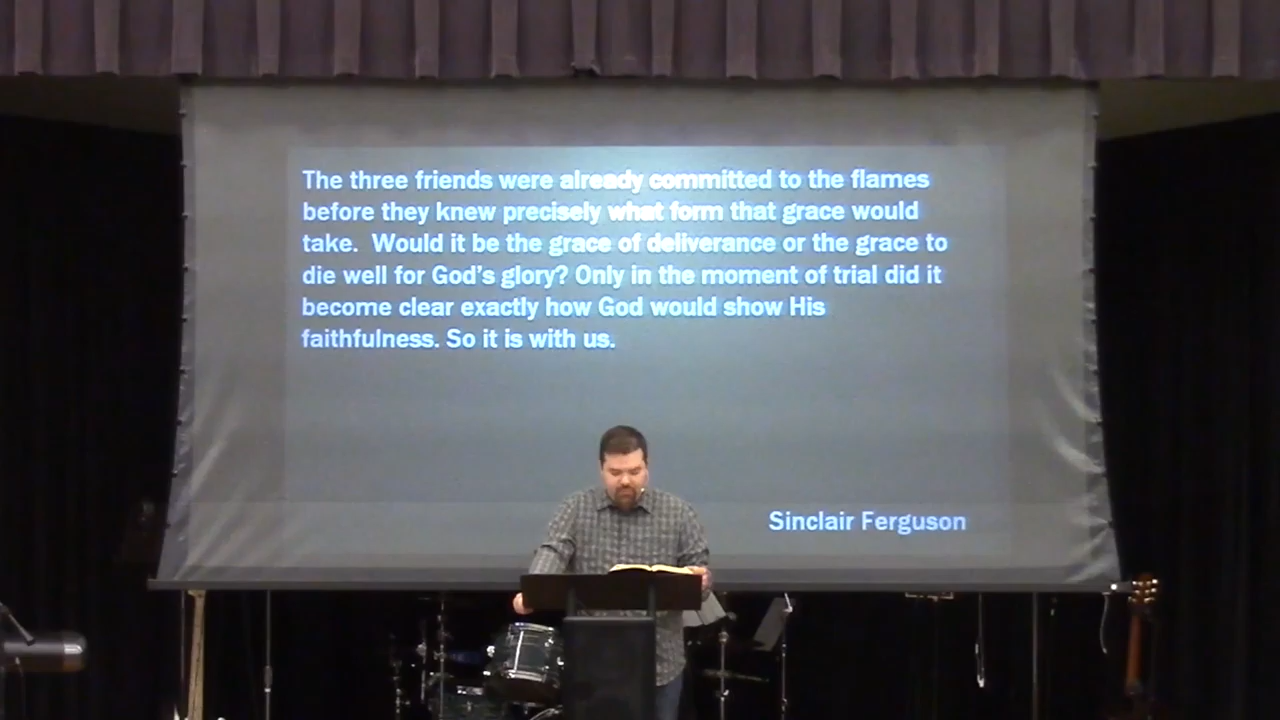 The three friends were already committed to the flames
before they knew precisely what form that grace would
take.  Would it be the grace of deliverance or the grace to
die well for God's glory? Only in the moment of trial did it
become clear exactly how God would show His
faithfulness. So it is with us.
Sinclair Ferguson